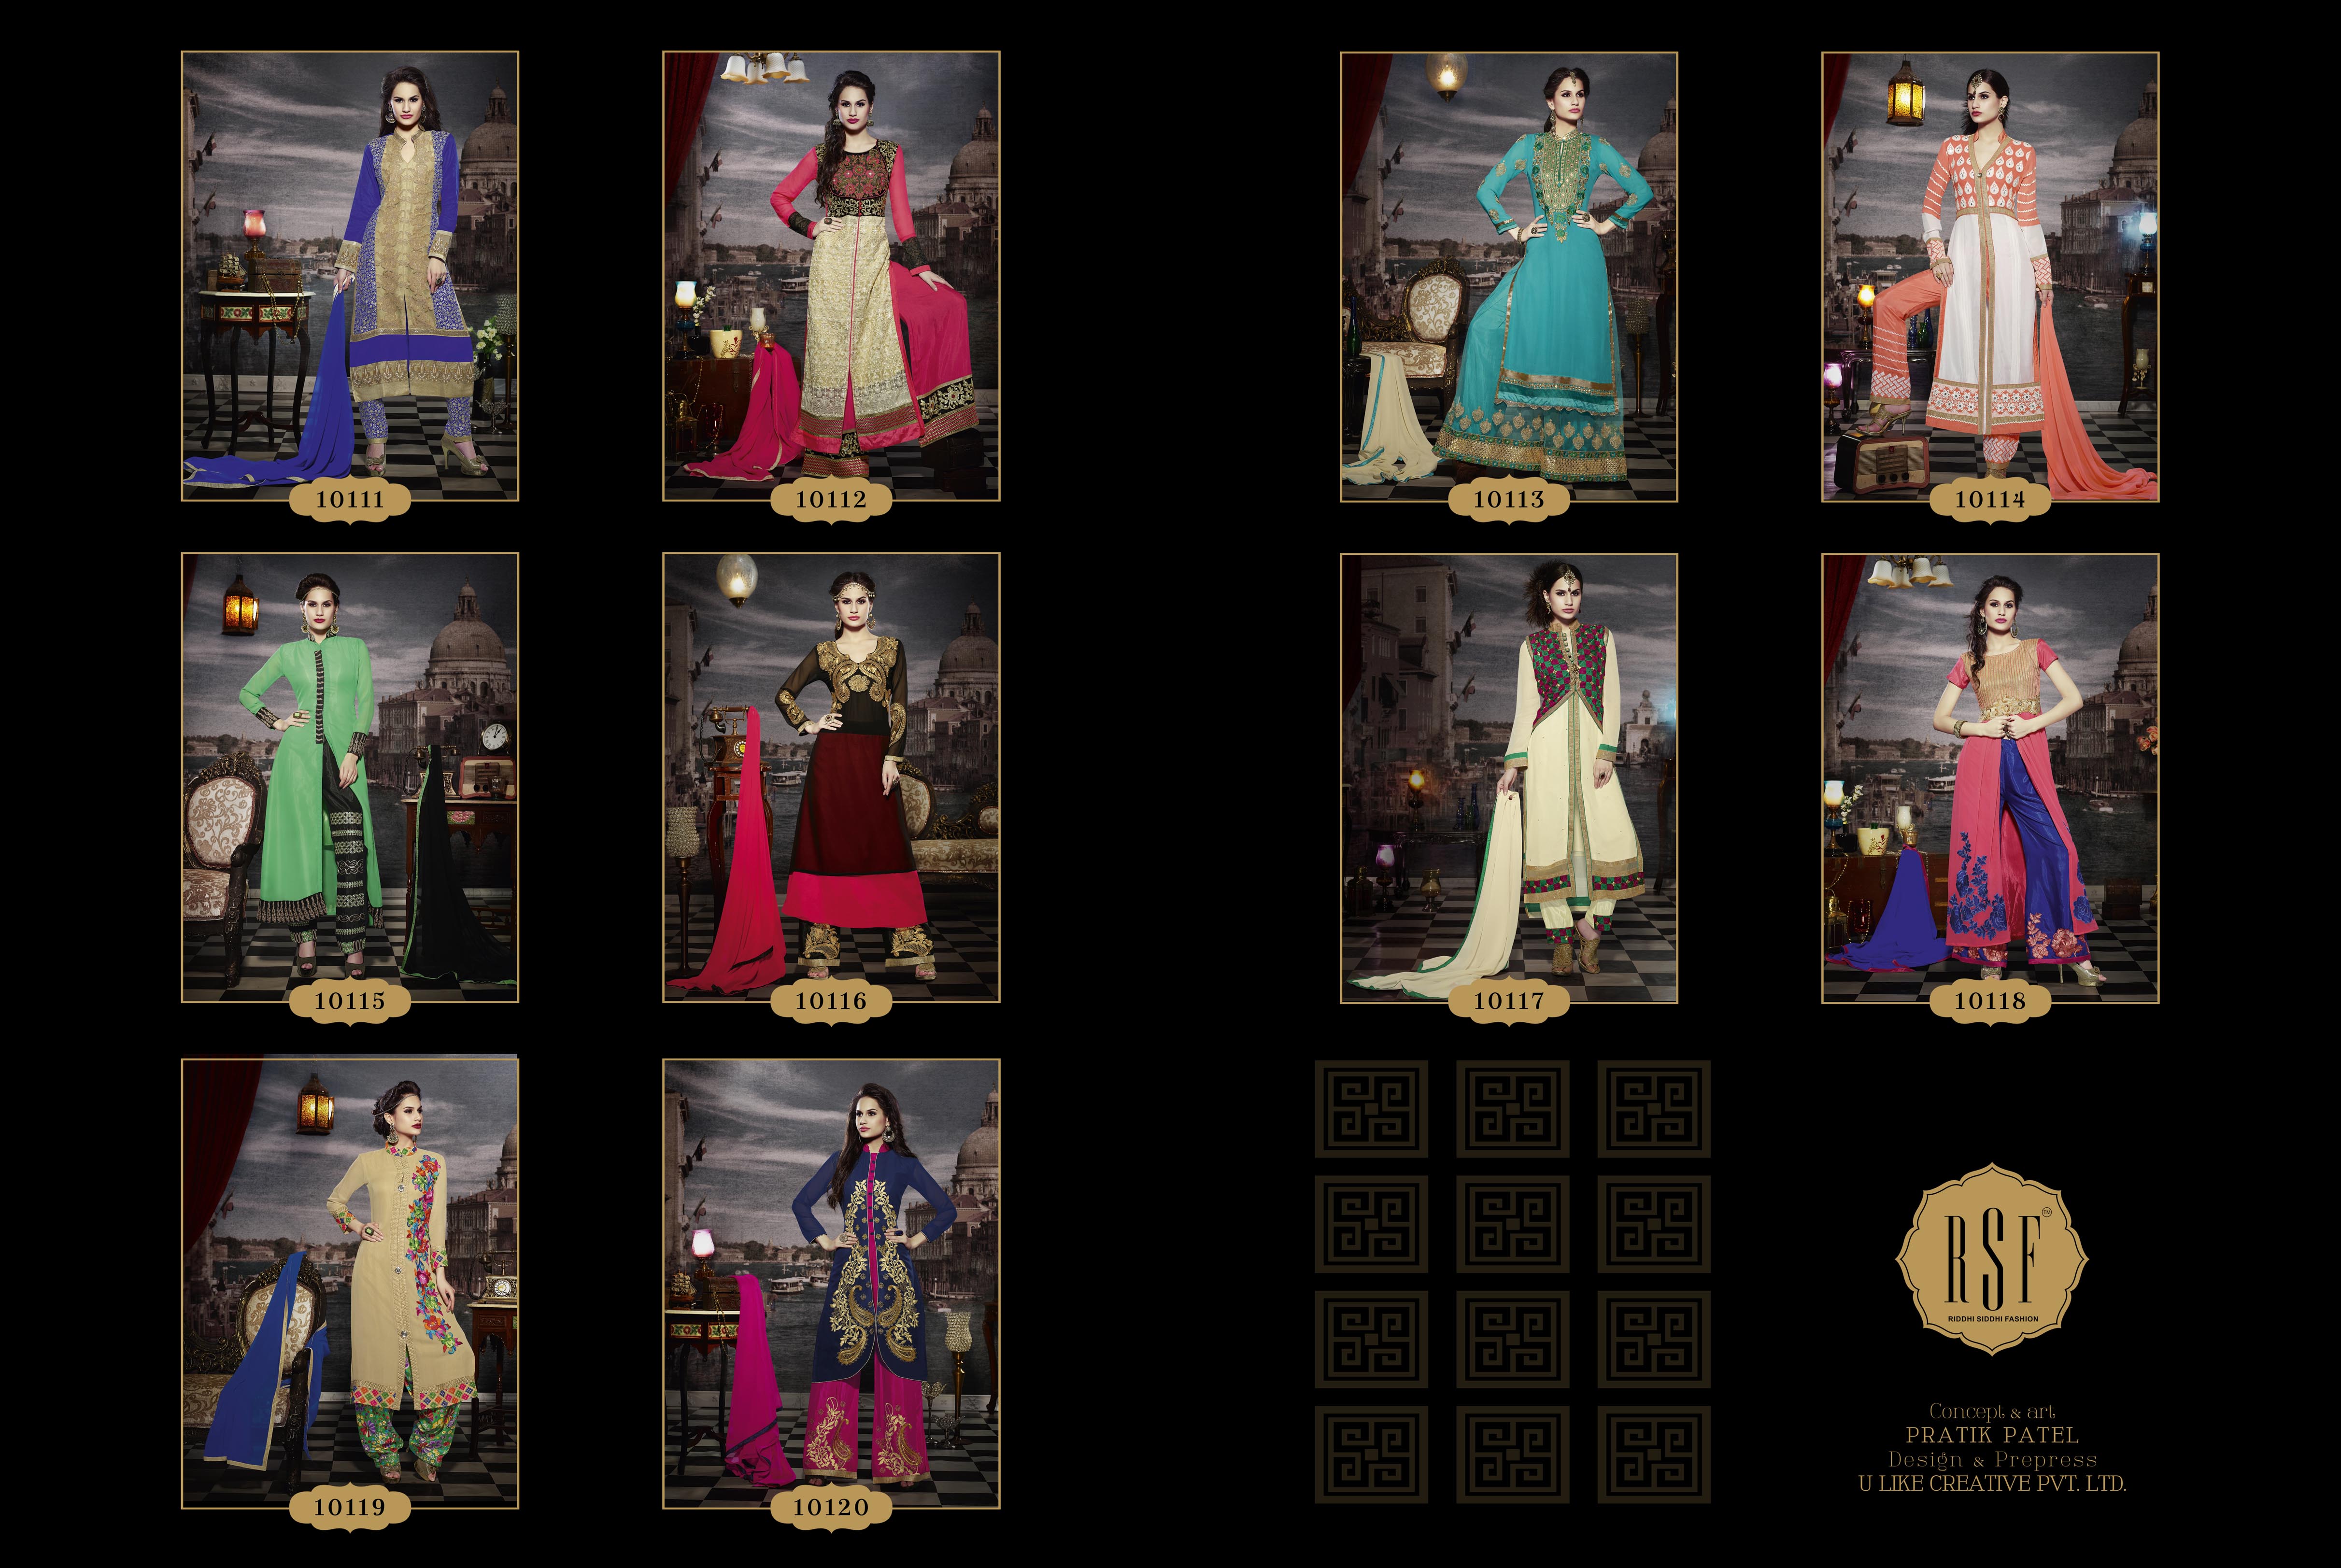 10111
10112
10113
10114
10115
10116
10117
10118
10119
10120
RSF TM
RIDDHI SIDDHI FASHION
Concept & art
PRATIK PATEL
Design & Prepress
U LIKE CREATIVE PVT. LTD.